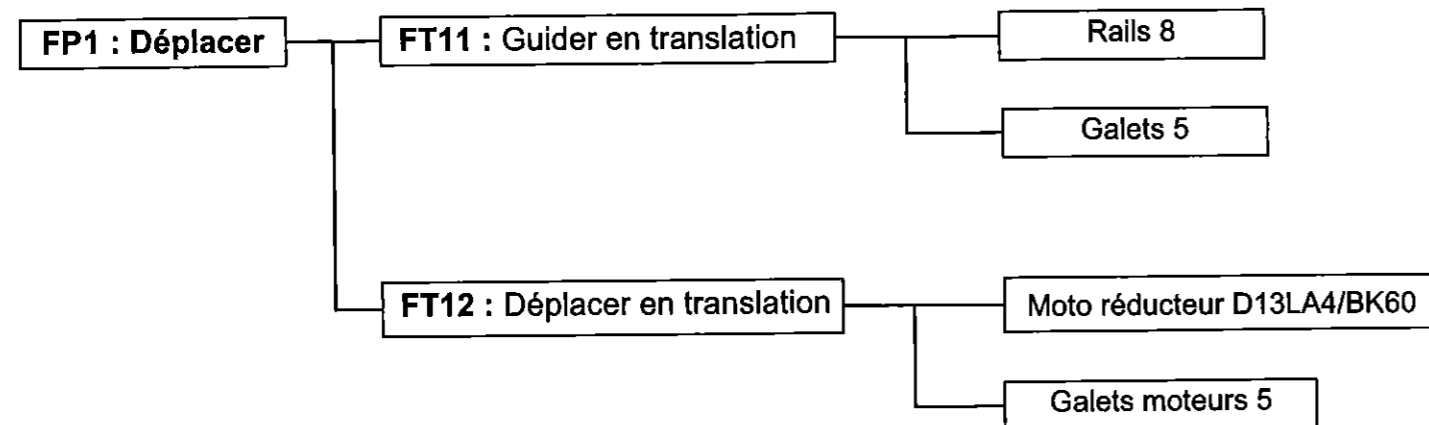 FP1 : Déplacer
FT11 : Guider en translation
Rails 8
Galets 5
FT12 : Déplacer en translation
Moto réducteur D13LA4/BK60
Galets moteurs 5